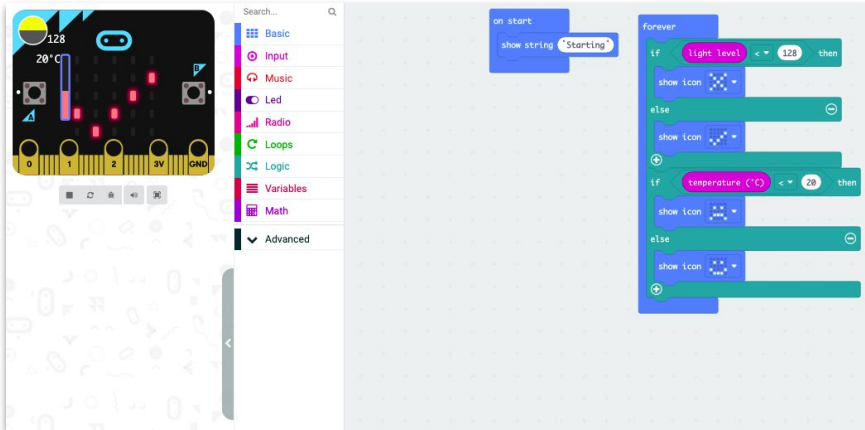 128
20°C
A
B
0 1 2 3V GND
Search...
Basic
Input
Music
Led
Radio
Loops
Logic
Variables
Math
Advanced
on start
show string "Starting"
forever
if light level < 128 then
show icon
else
show icon
if temperature (°C) < 20 then
show icon
else
show icon